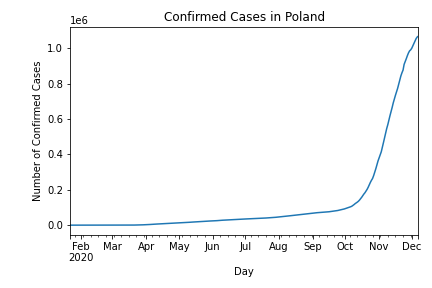 Confirmed Cases in Poland
1e6
1.0
0.8
0.6
0.4
0.2
0.0
Number of Confirmed Cases
Feb Mar Apr May Jun Jul Aug Sep Oct Nov Dec
2020
Day